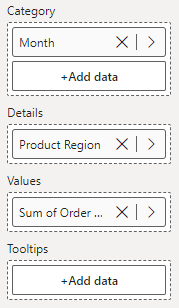 Category
Month
+Add data
Details
Product Region
Values
Sum of Order ...
Tooltips
+Add data